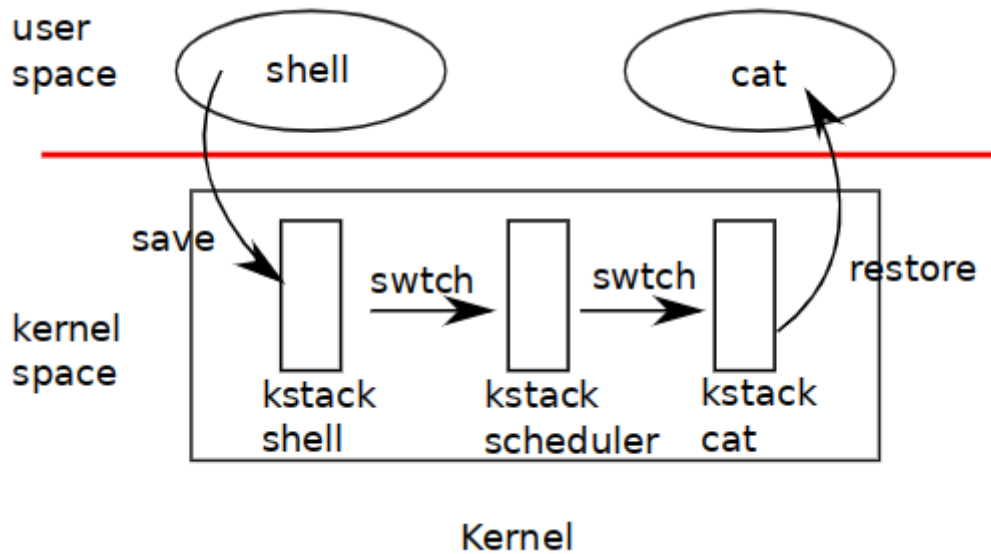 user
space
shell
cat
save
swtch
swtch
restore
kernel
space
kstack
shell
kstack
scheduler
kstack
cat
Kernel